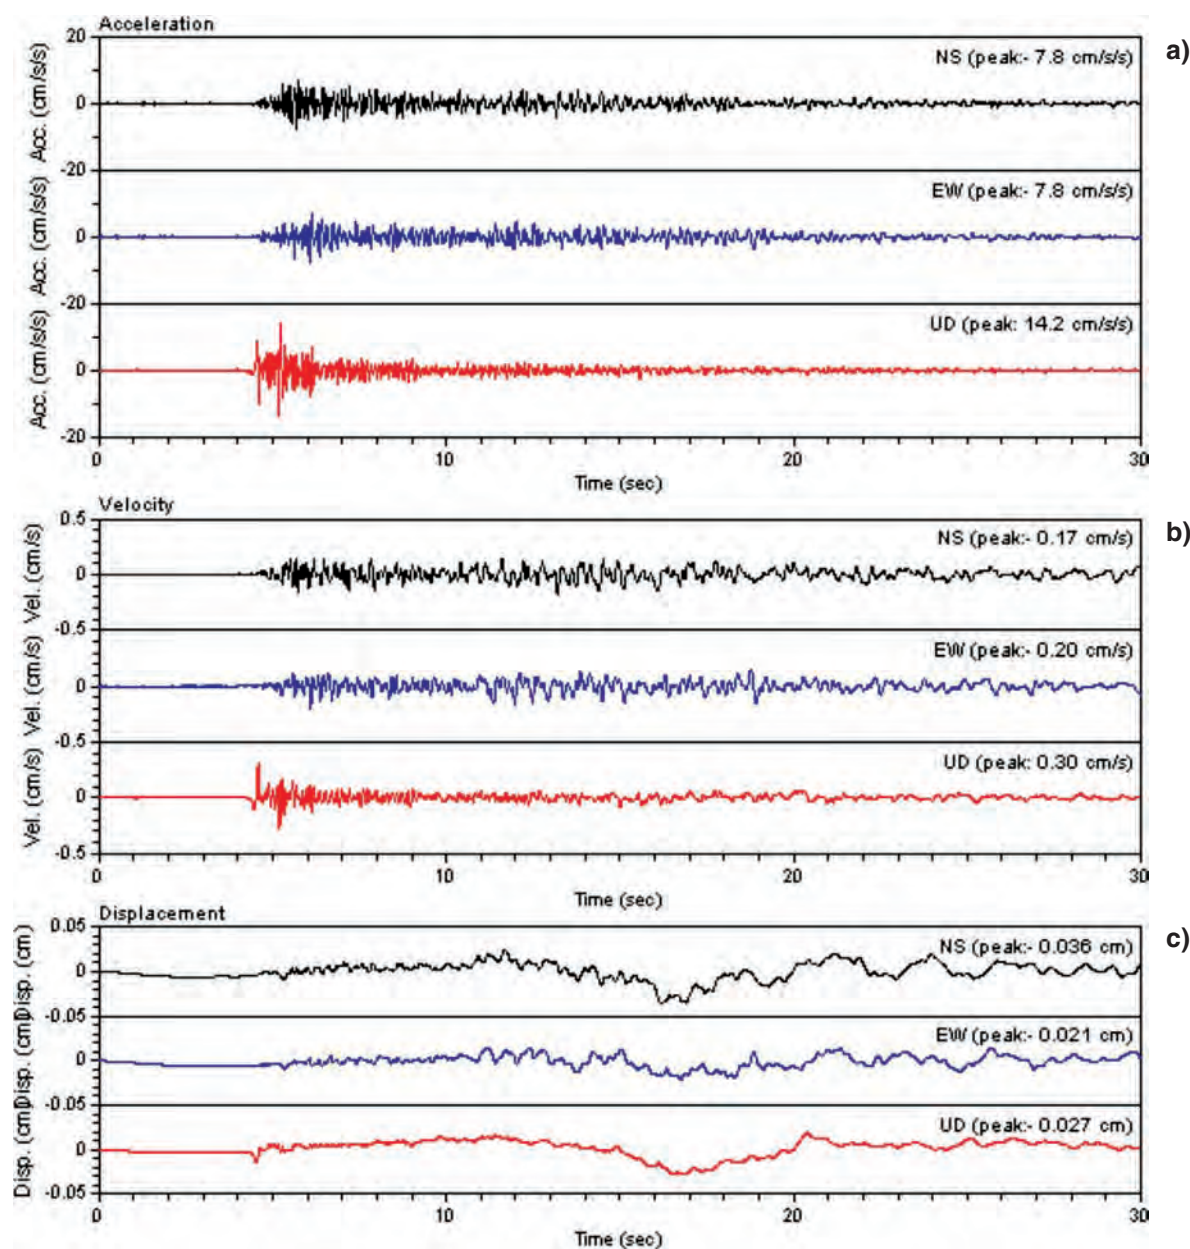 Acceleration
a)
20
NS (peak:- 7.8 cm/s/s)
0
Acc. (cm/s/s)
-20
EW (peak:- 7.8 cm/s/s)
0
Acc. (cm/s/s)
-20
UD (peak: 14.2 cm/s/s)
0
Acc. (cm/s/s)
-20
0 10 20 30
Time (sec)
Velocity
b)
0.5
NS (peak:- 0.17 cm/s)
0
Vel. (cm/s)
-0.5
EW (peak:- 0.20 cm/s)
0
Vel. (cm/s)
-0.5
UD (peak: 0.30 cm/s)
0
Vel. (cm/s)
-0.5
0 10 20 30
Time (sec)
Displacement
c)
0.05
NS (peak:- 0.036 cm)
0
Disp. (cm)
-0.05
EW (peak:- 0.021 cm)
0
Disp. (cm)
-0.05
UD (peak:- 0.027 cm)
0
Disp. (cm)
-0.05
0 10 20 30
Time (sec)